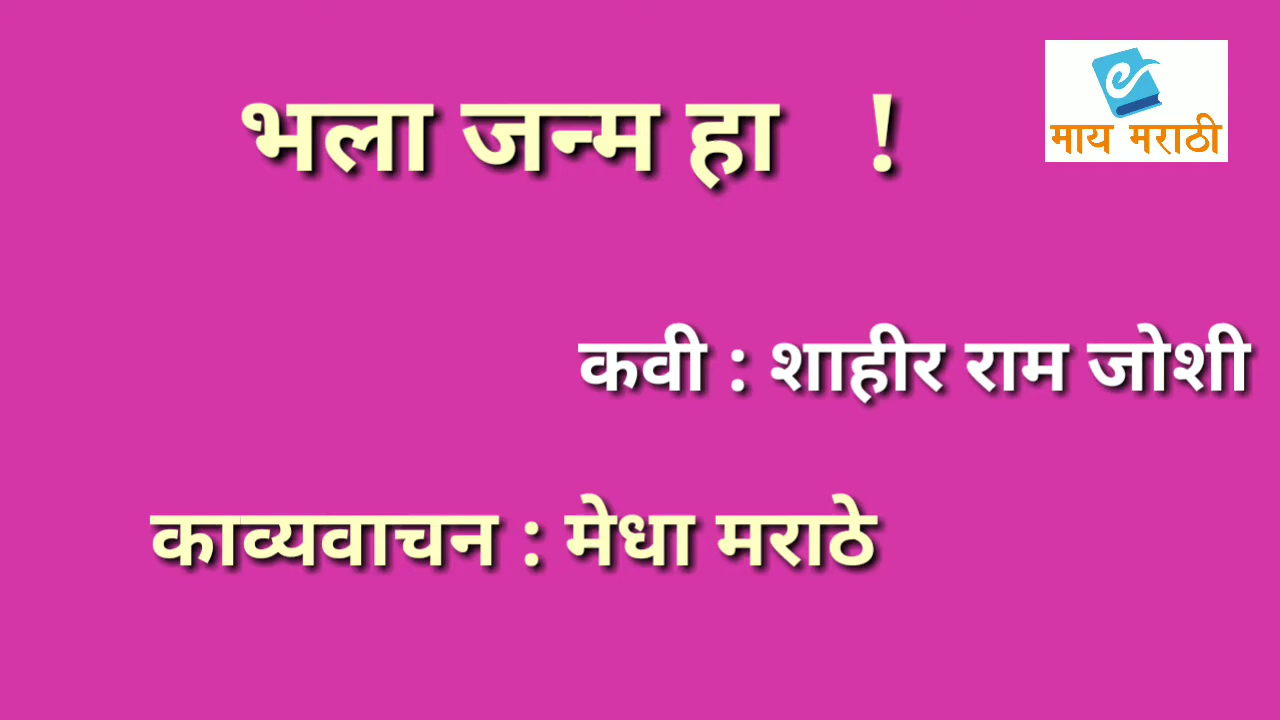 भला जन्म हा !
माय मराठी
कवी : शाहीर राम जोशी
काव्यवाचन : मेधा मराठे